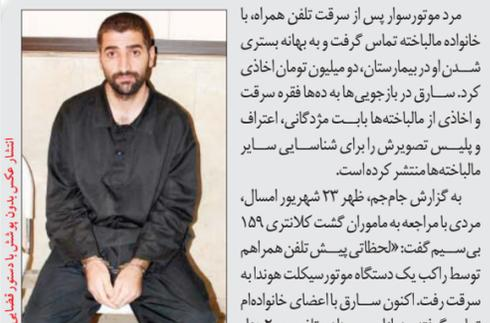 مرد موتورسوار پس از سرقت تلفن همراه، با
خانواده مالباخته تماس گرفت و به بهانه بستری
شدن او در بیمارستان، دو میلیون تومان اخاذی
کرد. سارق در بازجویی‌ها به ده‌ها فقره سرقت
و اخاذی از مالباخته‌ها بابت مژدگانی، اعتراف
و پلیس تصویرش را برای شناسایی سایر
مالباخته‌ها منتشر کرده است.
به گزارش جام‌جم، ظهر ۲۳ شهریور امسال،
مردی با مراجعه به ماموران گشت کلانتری ۱۵۹
بی‌سیم گفت: «لحظاتی پیش تلفن همراهم
توسط راکب یک دستگاه موتورسیکلت هوندا به
سرقت رفت. اکنون سارق با اعضای خانواده‌ام
انتشار عکس بدون پوشش با دستور قضایی